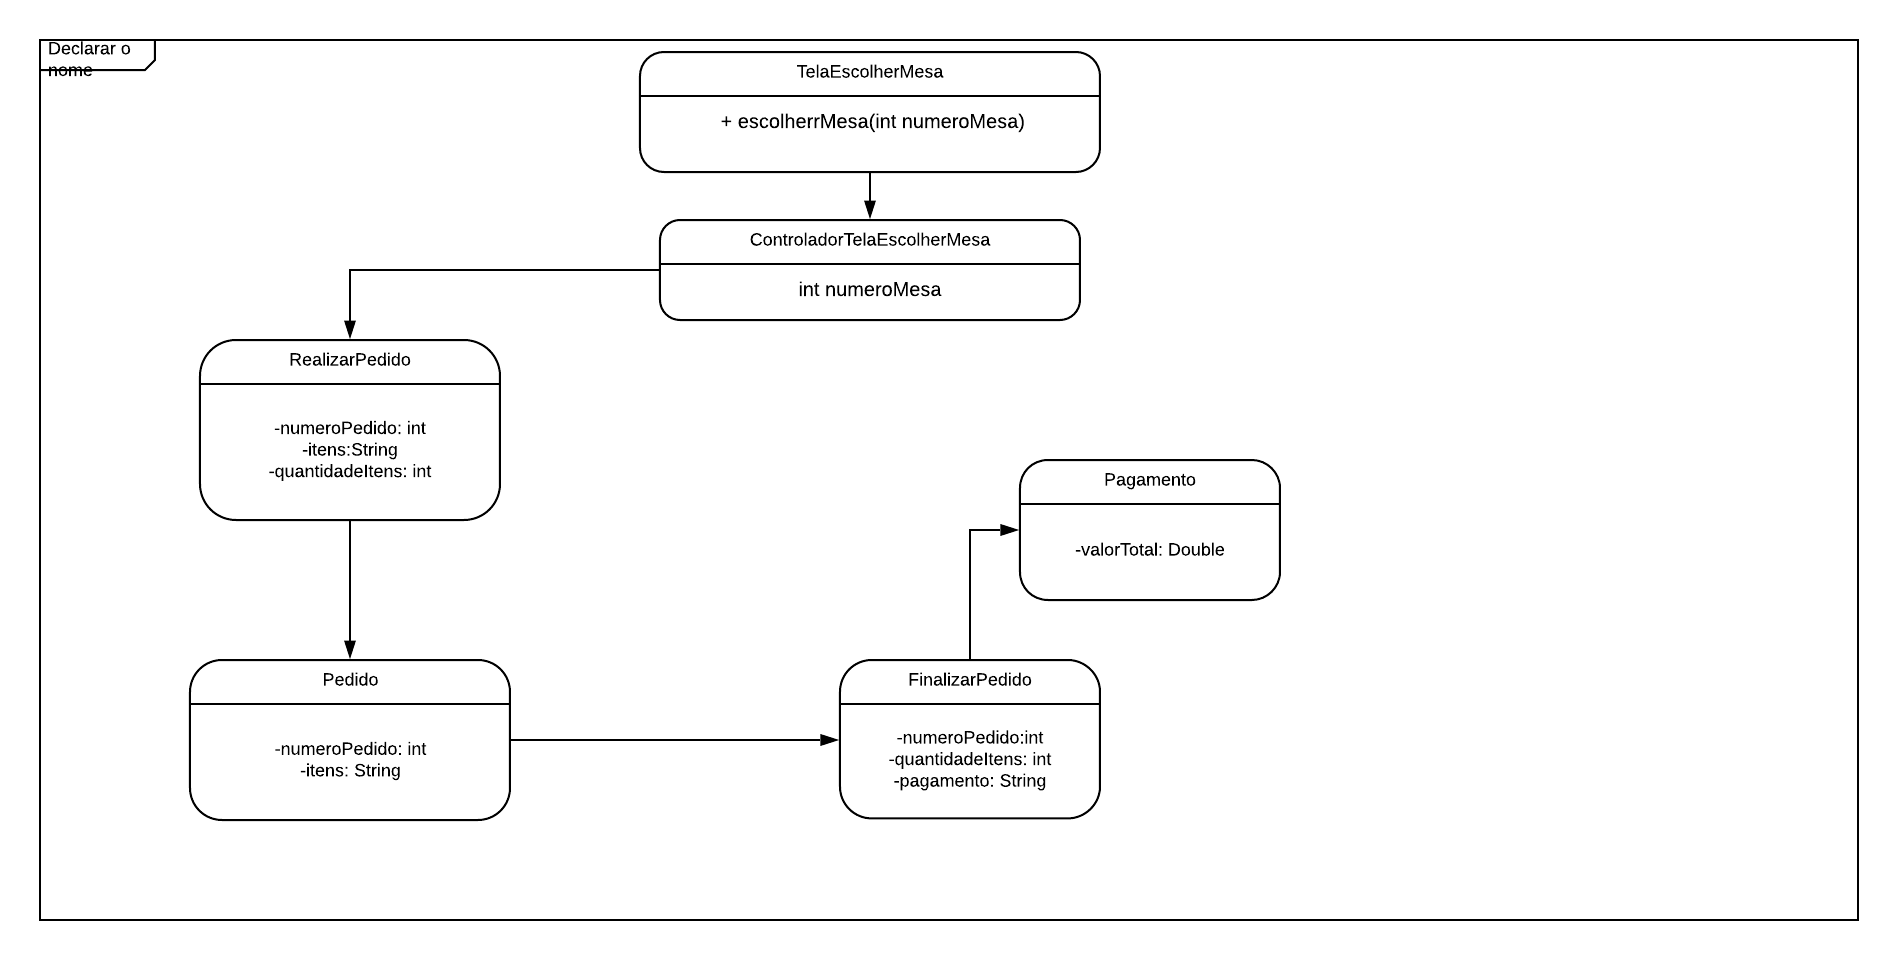 Declarar o
nome
TelaEscolherMesa
+ escolherrMesa(int numeroMesa)
ControladorTelaEscolherMesa
int numeroMesa
RealizarPedido
-numeroPedido: int
-itens:String
-quantidadeItens: int
Pagamento
-valorTotal: Double
Pedido
-numeroPedido: int
-itens: String
FinalizarPedido
-numeroPedido:int
-quantidadeItens: int
-pagamento: String